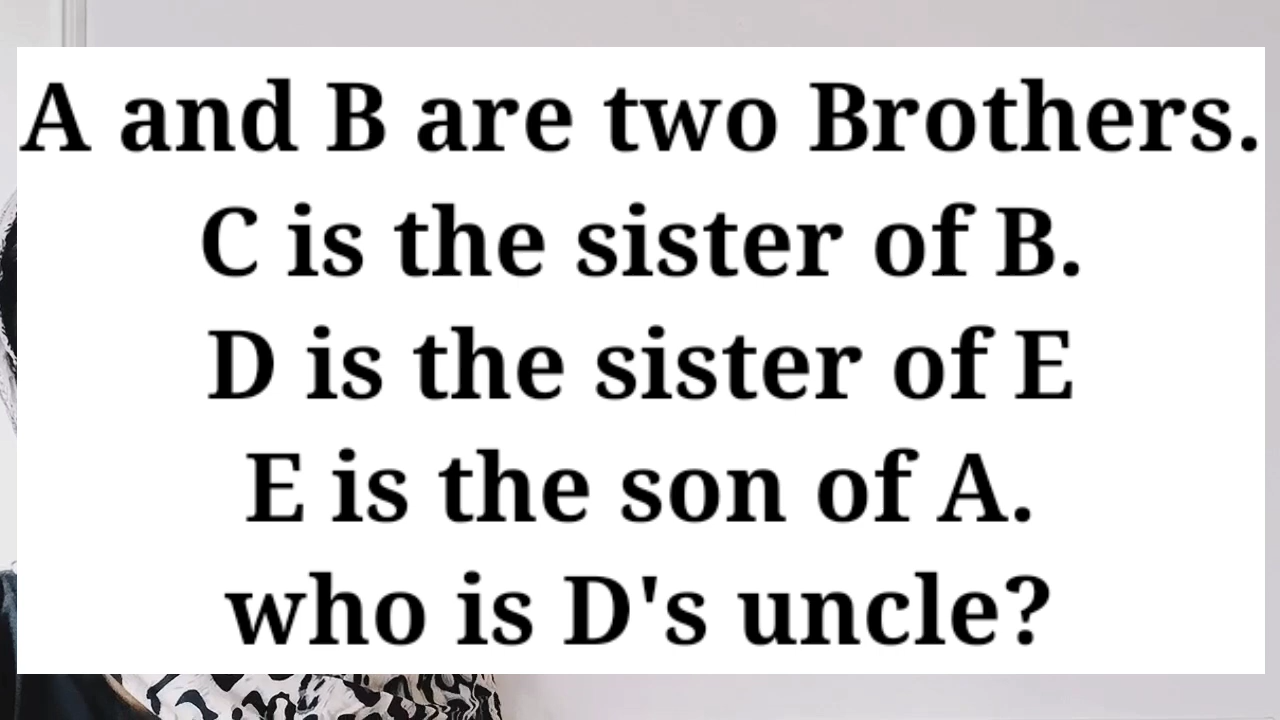 A and B are two Brothers.
C is the sister of B.
D is the sister of E
E is the son of A.
who is D's uncle?